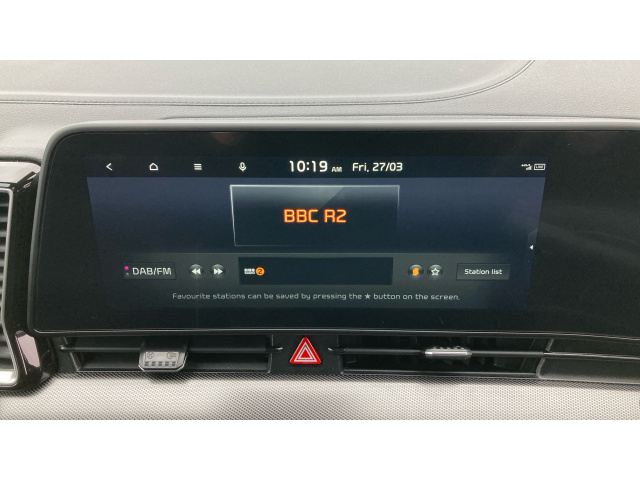 10:19 AM Fri, 27/03
BBC R2
DAB/FM
2
Station list
Favourite stations can be saved by pressing the ★ button on the screen.